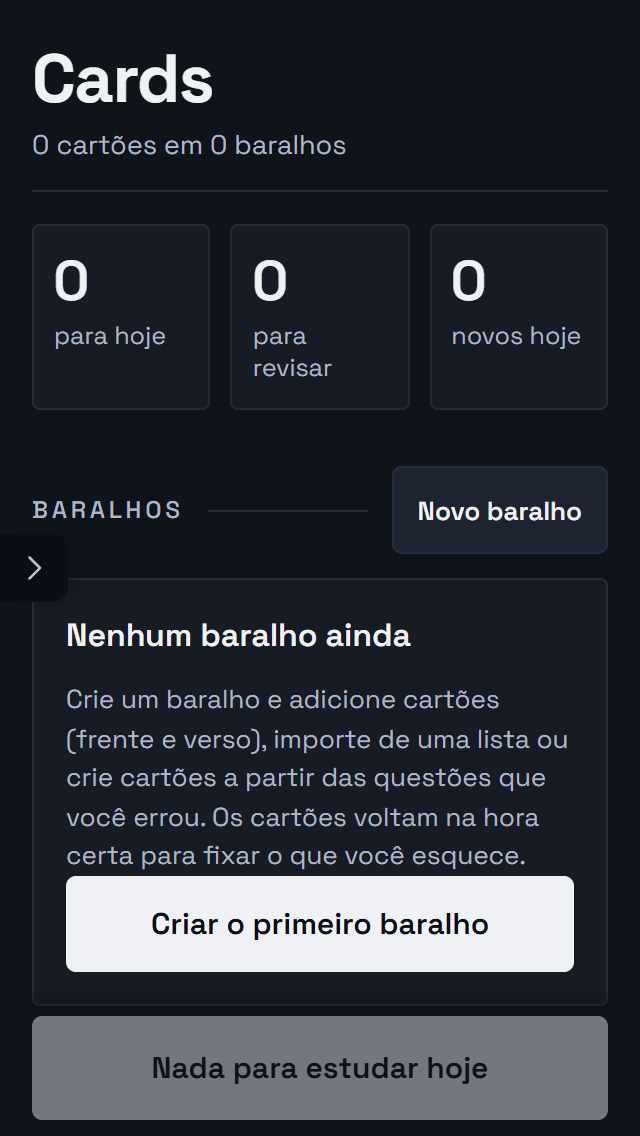 Cards
0 cartões em 0 baralhos
0
para hoje
0
para
revisar
0
novos hoje
BARALHOS
Novo baralho
Nenhum baralho ainda
Crie um baralho e adicione cartões
(frente e verso), importe de uma lista ou
crie cartões a partir das questões que
você errou. Os cartões voltam na hora
certa para fixar o que você esquece.
Criar o primeiro baralho
Nada para estudar hoje